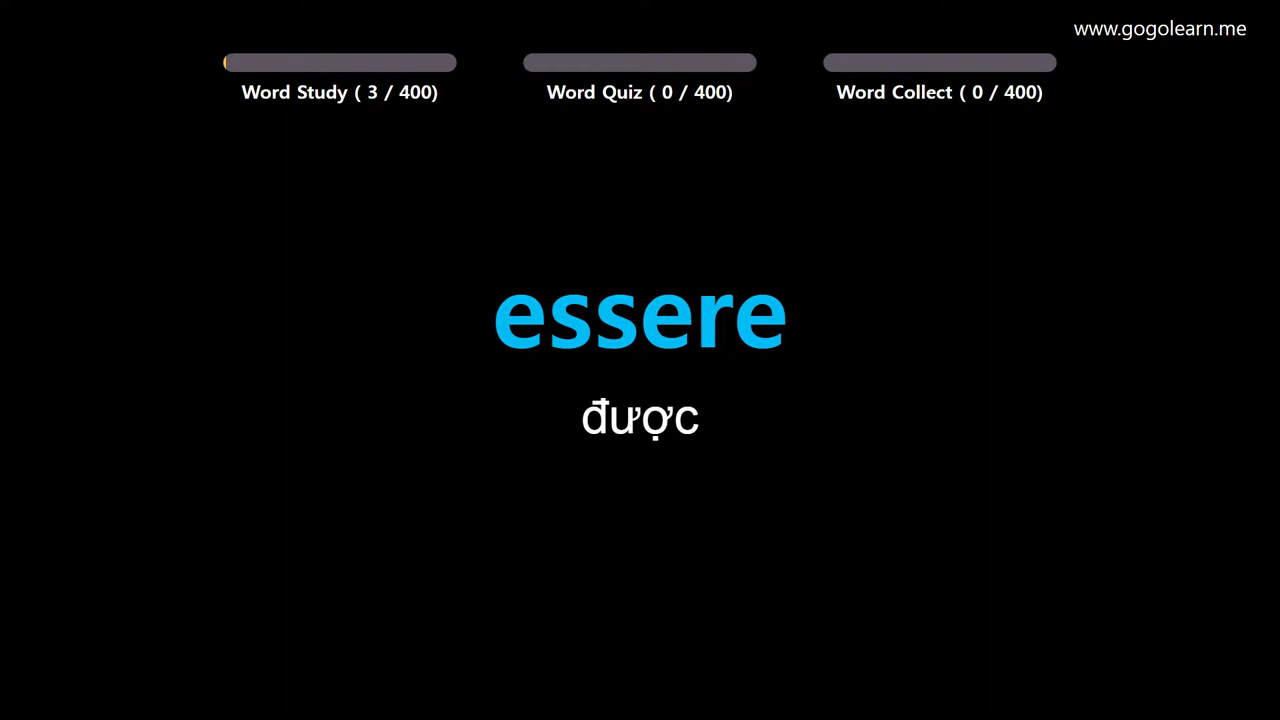 www.gogolearn.me
Word Study ( 3 / 400)
Word Quiz ( 0 / 400)
Word Collect ( 0 / 400)
essere
được